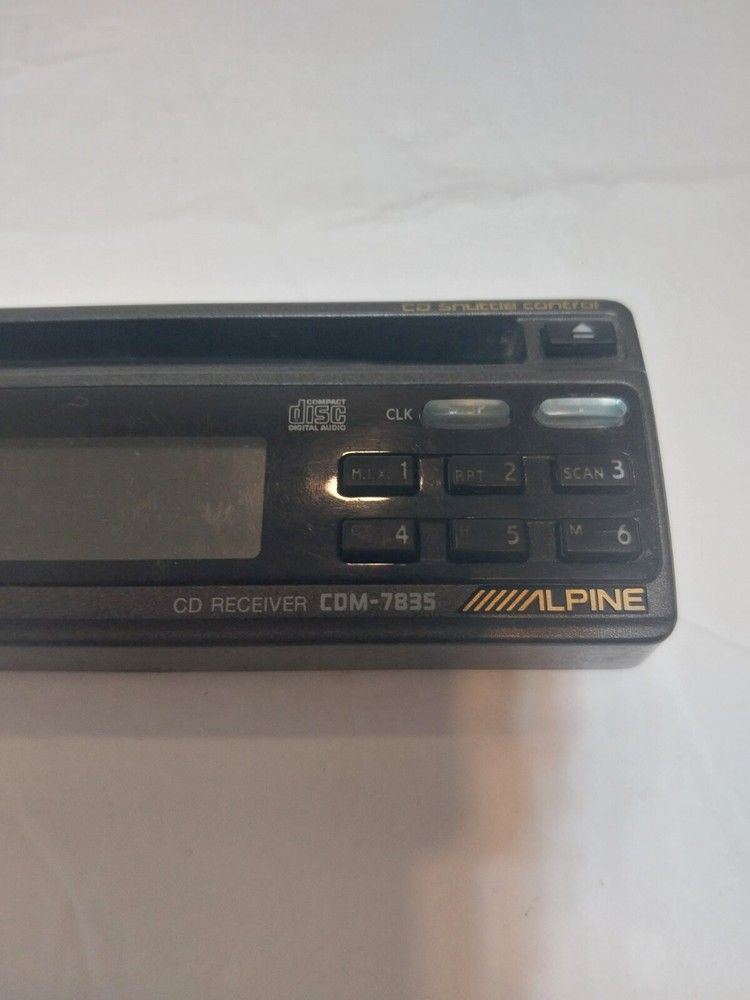 CD Shuttle control
COMPACT
disc
DIGITAL AUDIO
CLK
M.I.X. 1
RPT 2
SCAN 3
4
5
M 6
CD RECEIVER CDM-7835
ALPINE